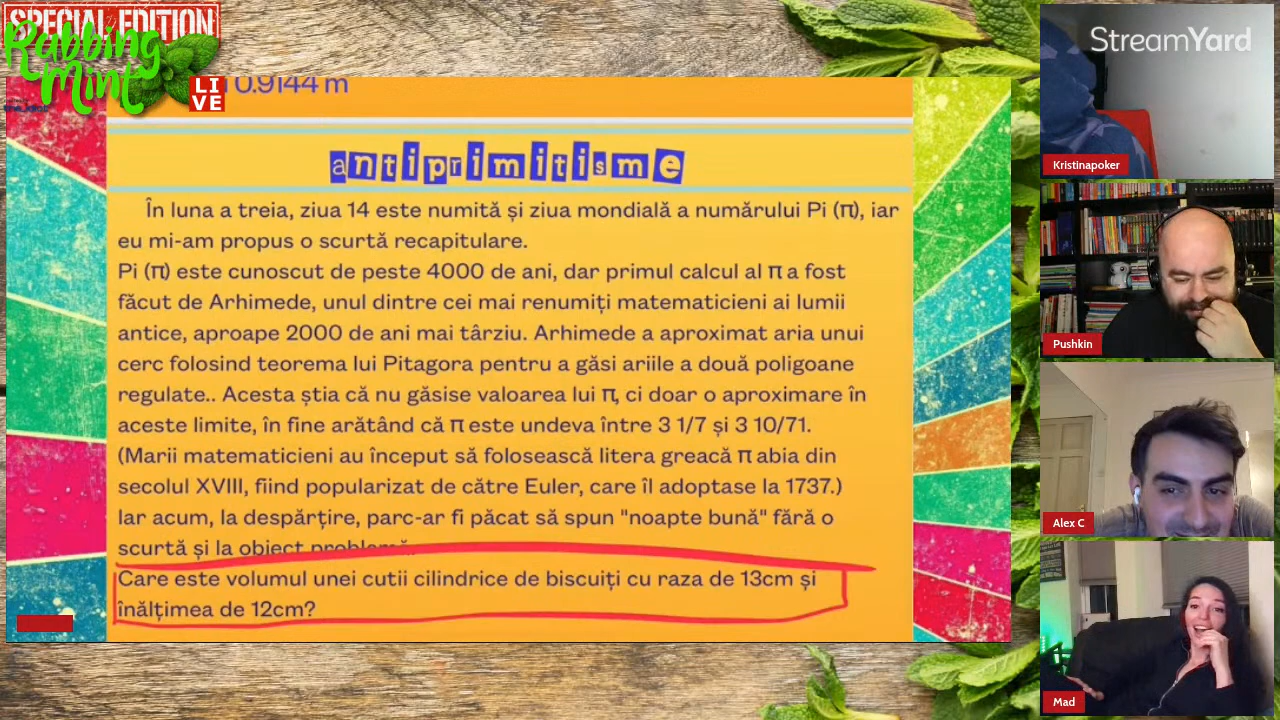 SPECIAL EDITION
Rubbing
Mint
LI
VE
0.9144 m
antiprimitisme
În luna a treia, ziua 14 este numită și ziua mondială a numărului Pi (π), iar
eu mi-am propus o scurtă recapitulare.
Pi (π) este cunoscut de peste 4000 de ani, dar primul calcul al π a fost
făcut de Arhimede, unul dintre cei mai renumiți matematicieni ai lumii
antice, aproape 2000 de ani mai târziu. Arhimede a aproximat aria unui
cerc folosind teorema lui Pitagora pentru a găsi ariile a două poligoane
regulate.. Acesta știa că nu găsise valoarea lui π, ci doar o aproximare în
aceste limite, în fine arătând că π este undeva între 3 1/7 și 3 10/71.
(Marii matematicieni au început să folosească litera greacă π abia din
secolul XVIII, fiind popularizat de către Euler, care îl adoptase la 1737.)
Iar acum, la despărțire, parc-ar fi păcat să spun "noapte bună" fără o
scurtă și la obiect problemă.
Care este volumul unei cutii cilindrice de biscuiți cu raza de 13cm și
înălțimea de 12cm?
StreamYard
Kristinapoker
Pushkin
Alex C
Mad